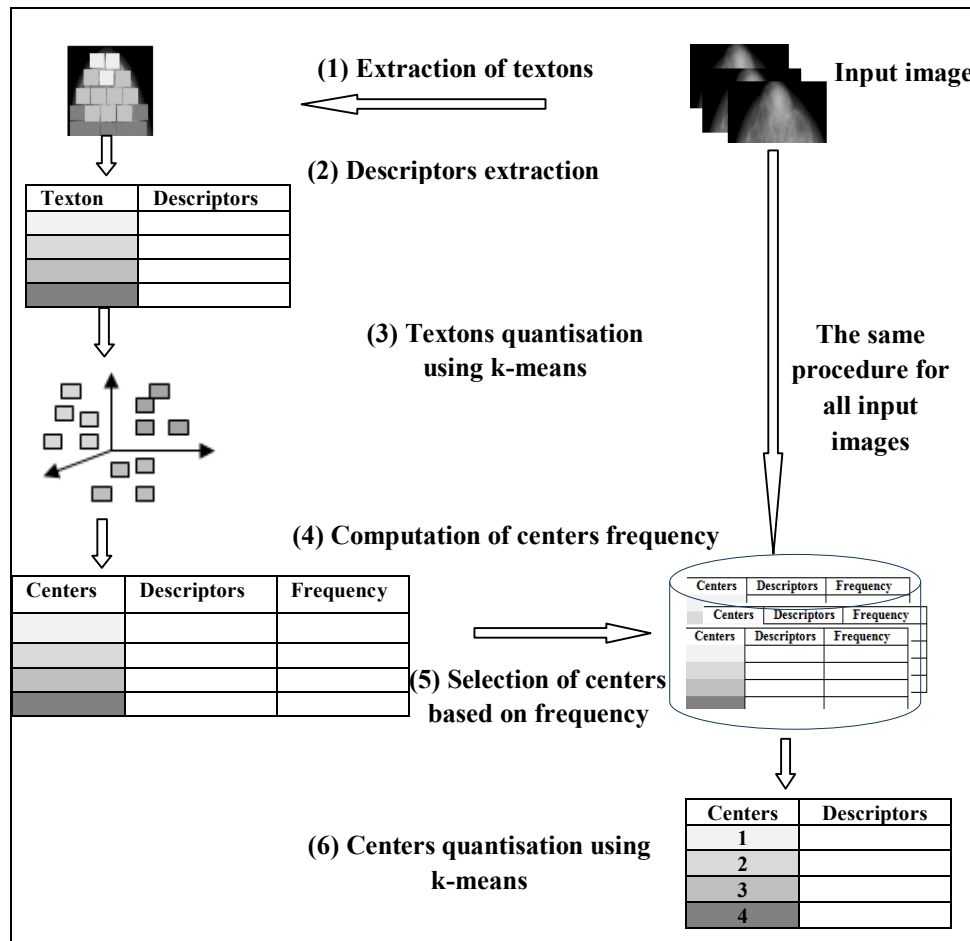 (1) Extraction of textons
Input image
(2) Descriptors extraction
Texton Descriptors
(3) Textons quantisation
using k-means
The same
procedure for
all input
images
(4) Computation of centers frequency
Centers Descriptors Frequency
Centers Descriptors Frequency
Centers Descriptors Frequency
Centers Descriptors Frequency
(5) Selection of centers
based on frequency
Centers Descriptors
1
2
3
4
(6) Centers quantisation using
k-means